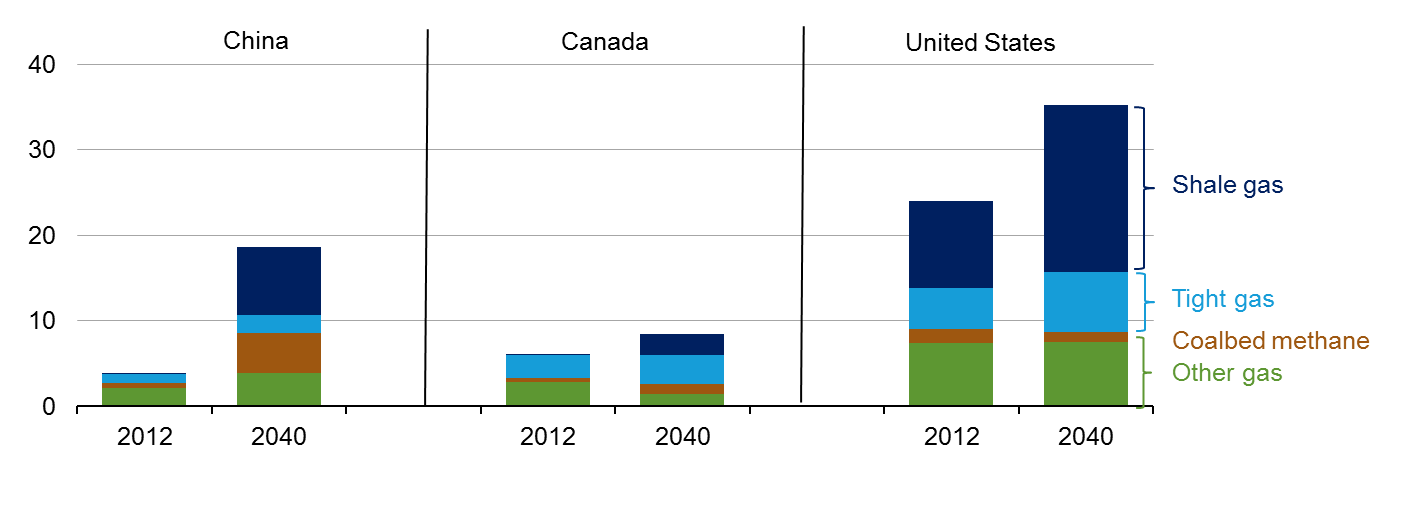 China Canada United States
40
30
20
10
0
Shale gas
Tight gas
Coalbed methane
Other gas
2012 2040 2012 2040 2012 2040